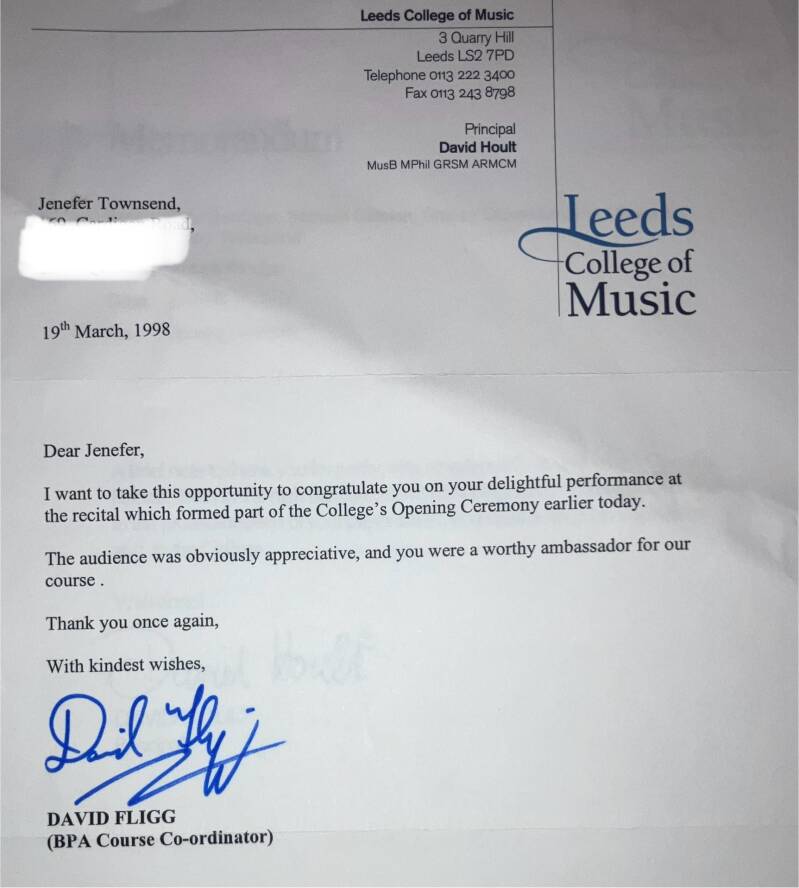 Leeds College of Music
3 Quarry Hill
Leeds LS2 7PD
Telephone 0113 222 3400
Fax 0113 243 8798
Principal
David Hoult
MusB MPhil GRSM ARMCM
Jenefer Townsend,
Leeds
College of
Music
19th March, 1998
Dear Jenefer,
I want to take this opportunity to congratulate you on your delightful performance at
the recital which formed part of the College's Opening Ceremony earlier today.
The audience was obviously appreciative, and you were a worthy ambassador for our
course .
Thank you once again,
With kindest wishes,
David Fligg
DAVID FLIGG
(BPA Course Co-ordinator)